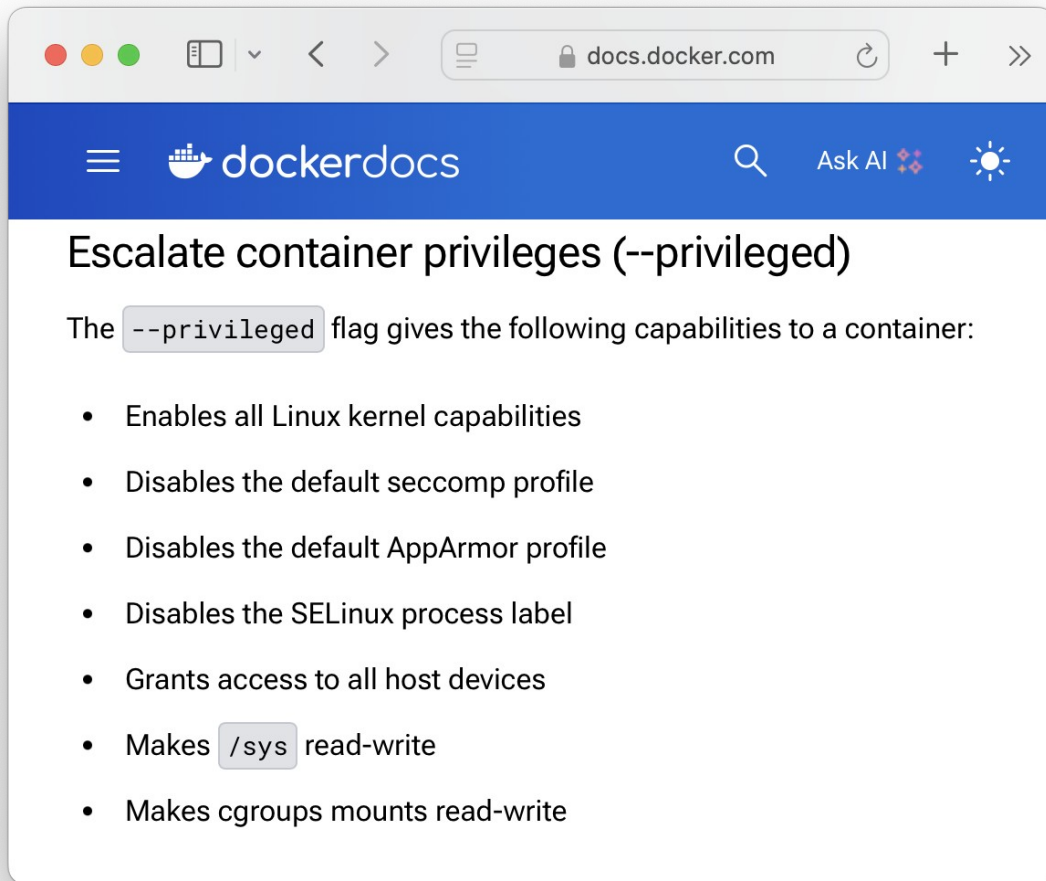 docs.docker.com
dockerdocs
Ask AI
Escalate container privileges (--privileged)
The --privileged flag gives the following capabilities to a container:
• Enables all Linux kernel capabilities
• Disables the default seccomp profile
• Disables the default AppArmor profile
• Disables the SELinux process label
• Grants access to all host devices
• Makes /sys read-write
• Makes cgroups mounts read-write